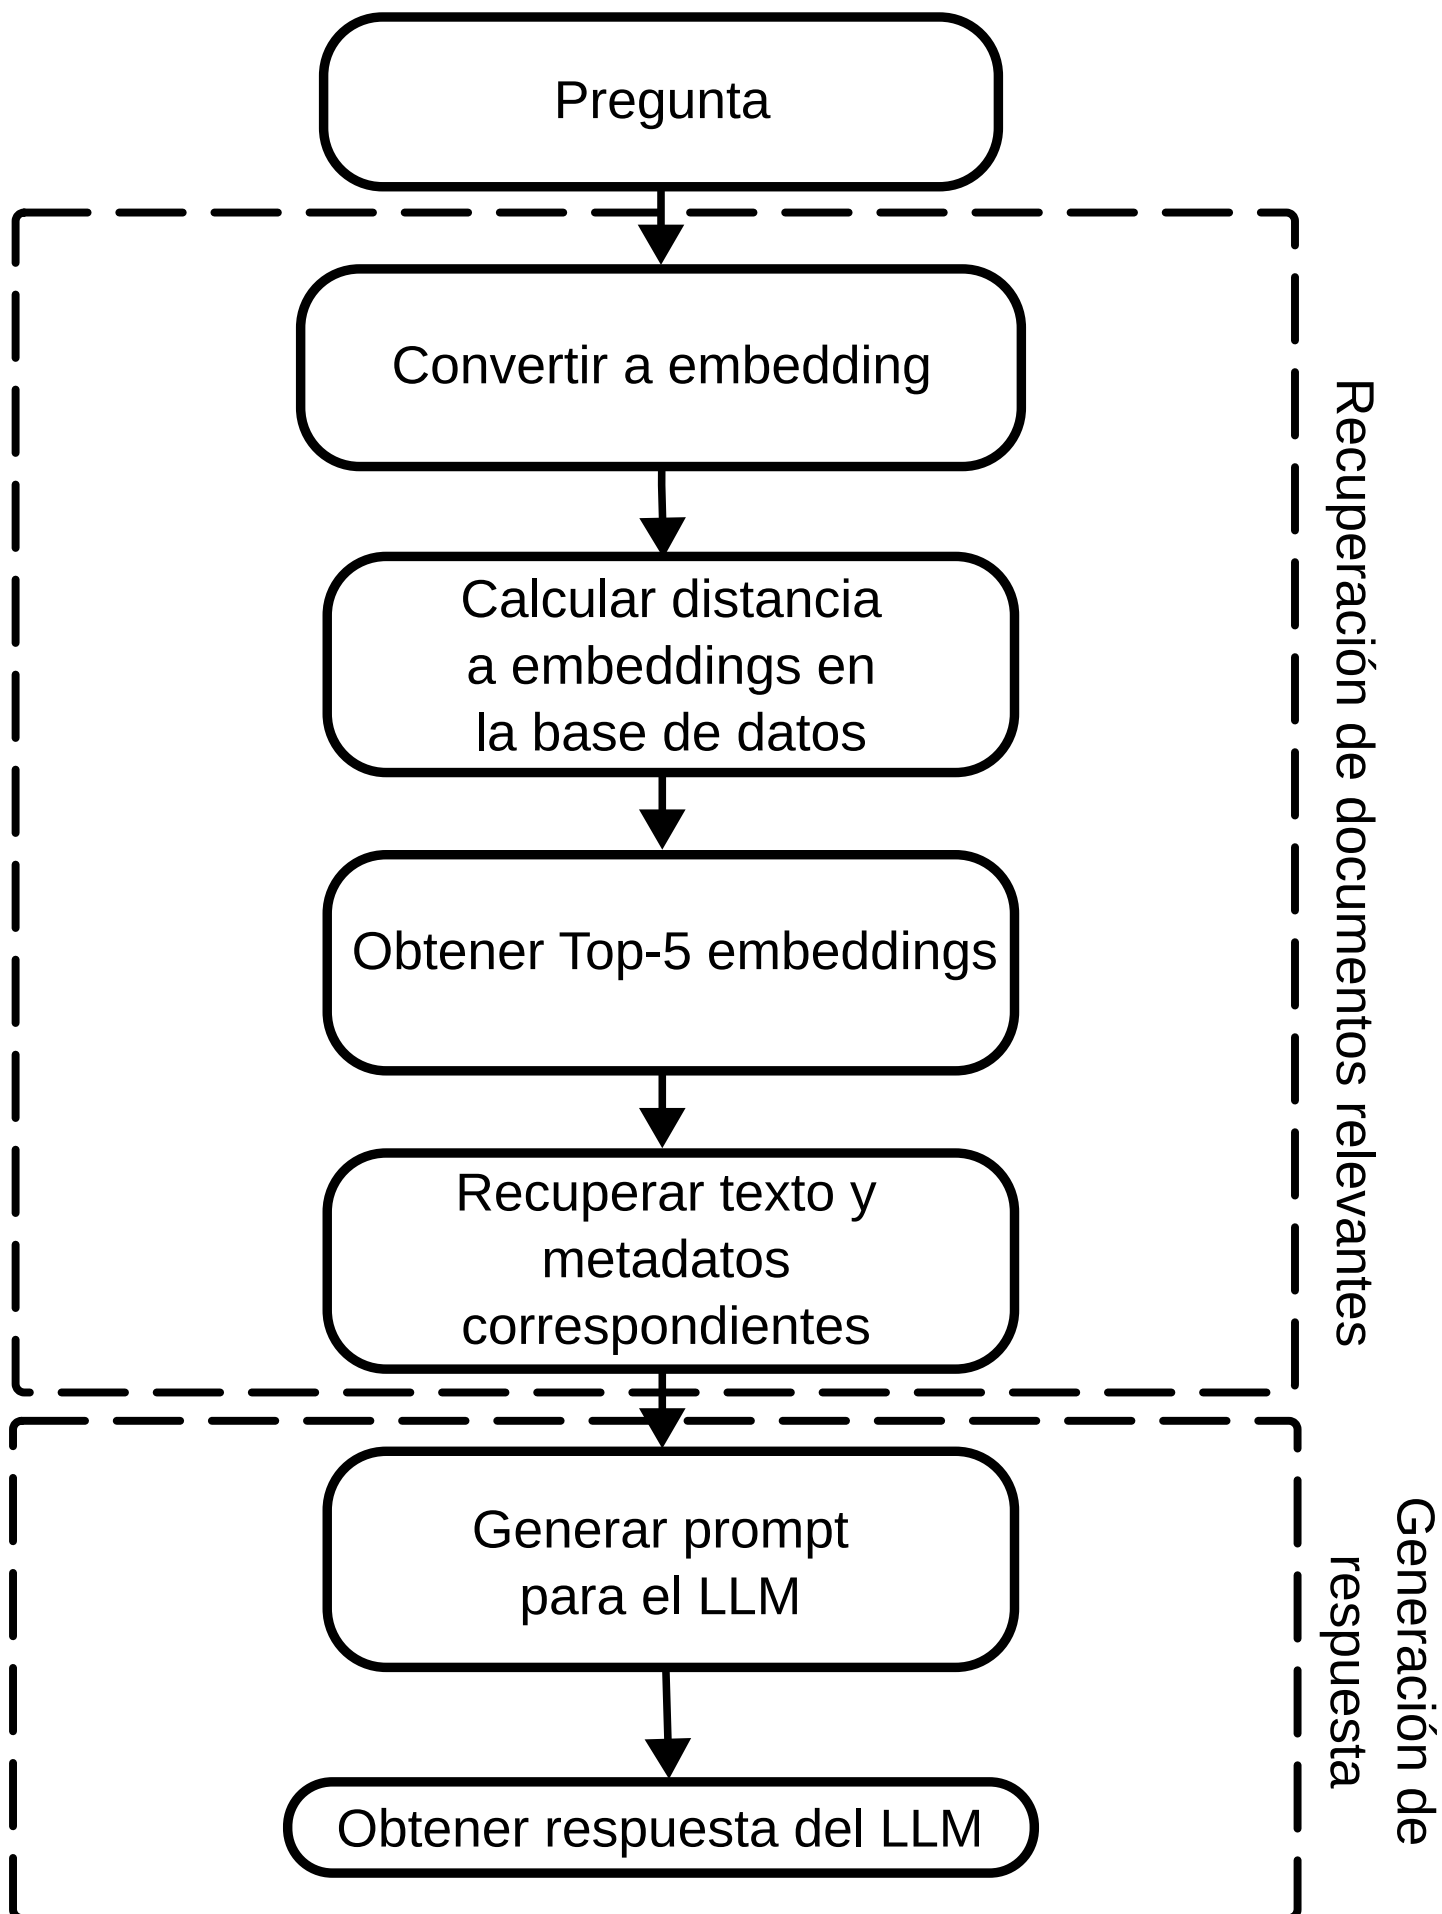 Pregunta
Convertir a embedding
Calcular distancia
a embeddings en
la base de datos
Obtener Top-5 embeddings
Recuperar texto y
metadatos
correspondientes
Recuperación de documentos relevantes
Generar prompt
para el LLM
Obtener respuesta del LLM
Generación de
respuesta